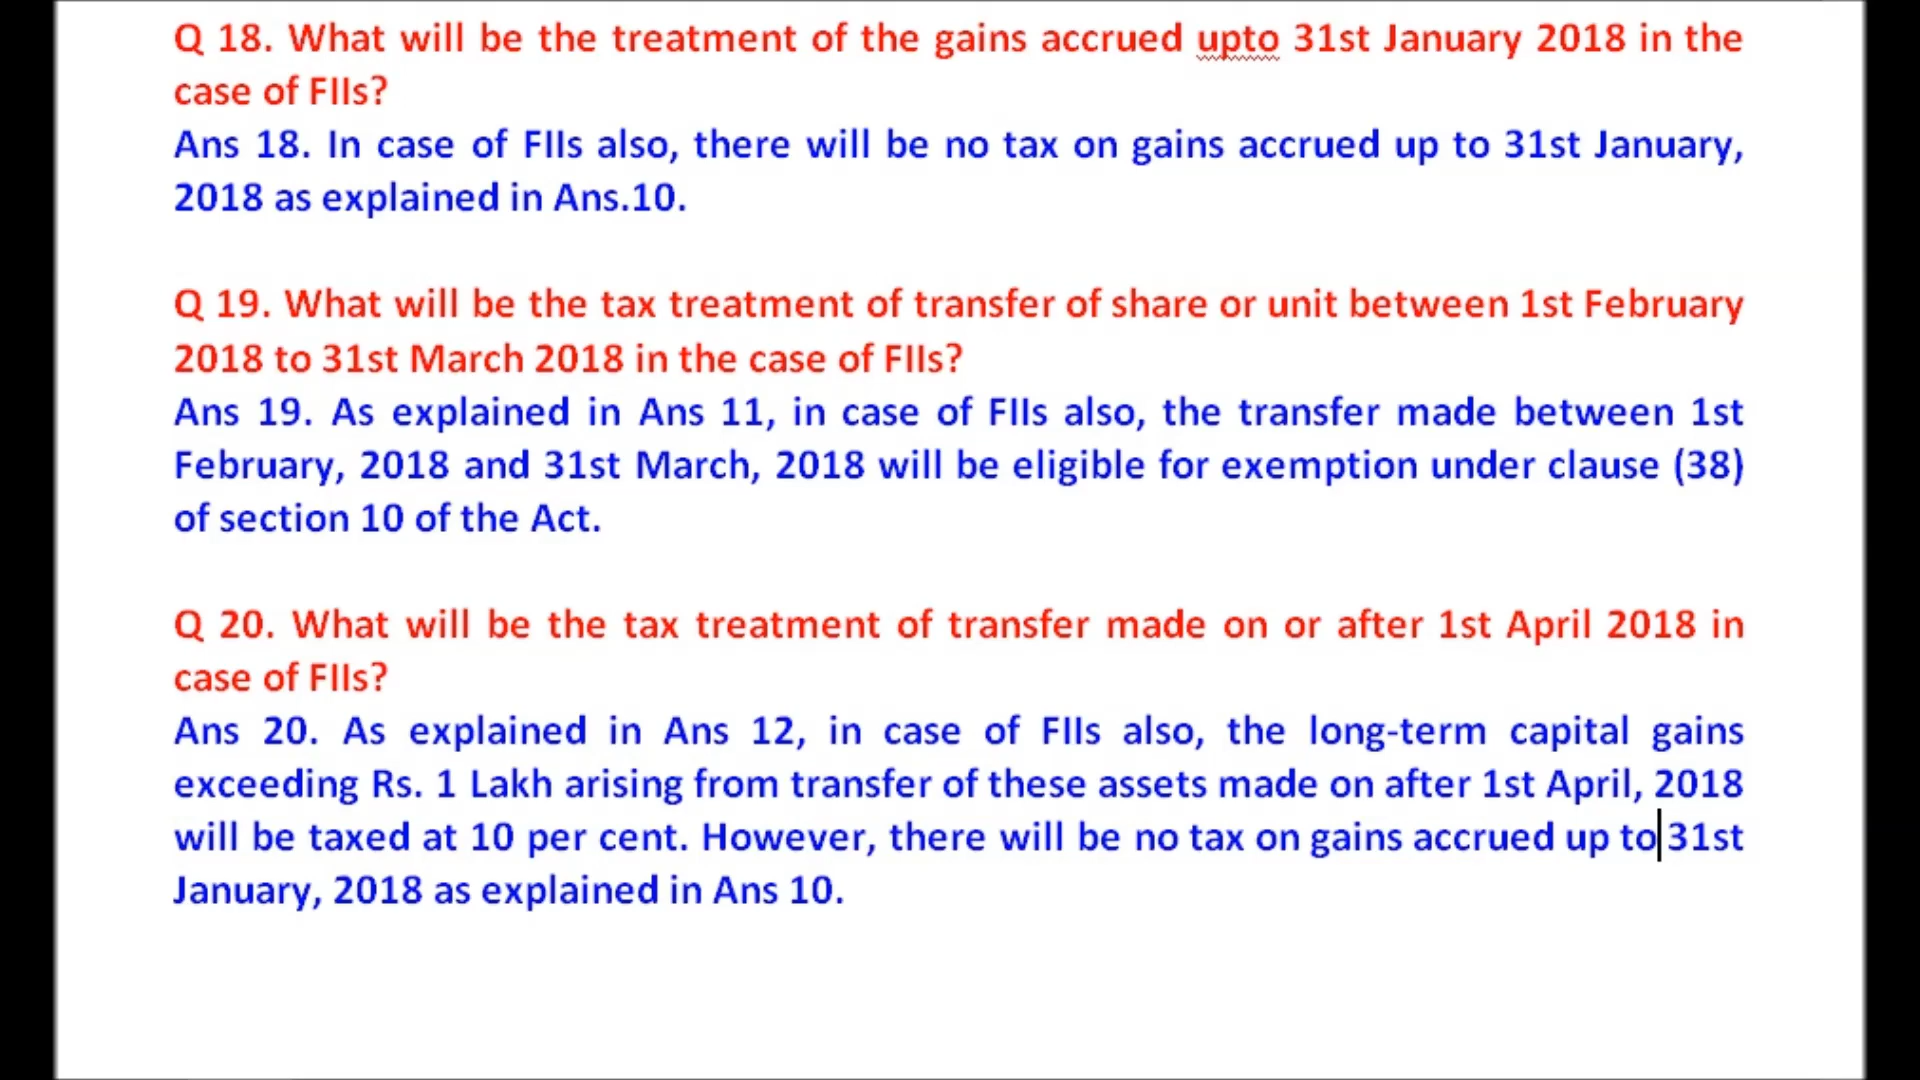 Q 18. What will be the treatment of the gains accrued upto 31st January 2018 in the
case of FIIs?
Ans 18. In case of FIIs also, there will be no tax on gains accrued up to 31st January,
2018 as explained in Ans.10.
Q 19. What will be the tax treatment of transfer of share or unit between 1st February
2018 to 31st March 2018 in the case of FIIs?
Ans 19. As explained in Ans 11, in case of FIIs also, the transfer made between 1st
February, 2018 and 31st March, 2018 will be eligible for exemption under clause (38)
of section 10 of the Act.
Q 20. What will be the tax treatment of transfer made on or after 1st April 2018 in
case of FIIs?
Ans 20. As explained in Ans 12, in case of FIIs also, the long-term capital gains
exceeding Rs. 1 Lakh arising from transfer of these assets made on after 1st April, 2018
will be taxed at 10 per cent. However, there will be no tax on gains accrued up to 31st
January, 2018 as explained in Ans 10.